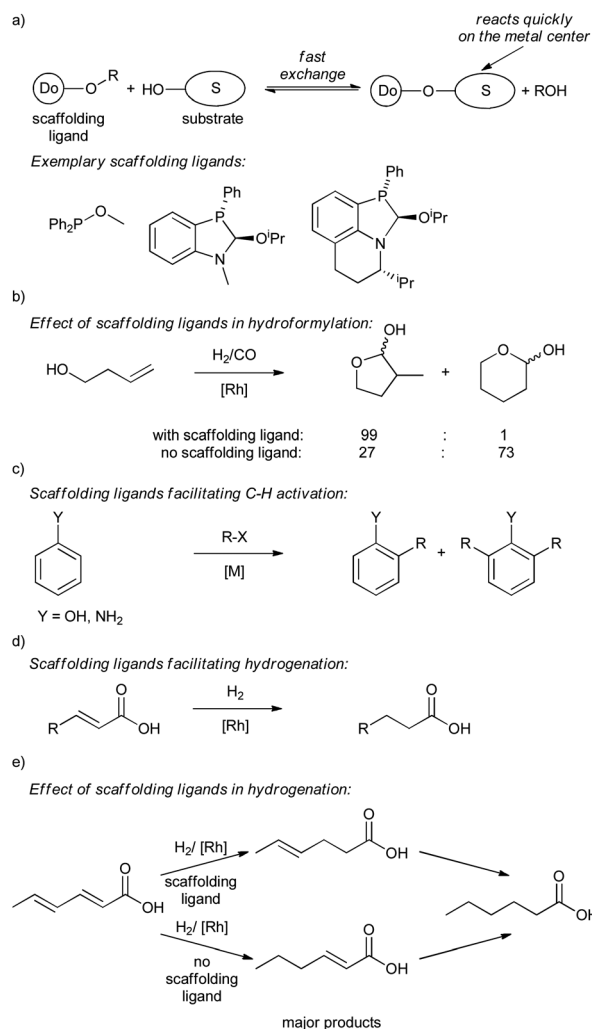 a)
reacts quickly
on the metal center
fast
exchange
Do O R + HO S Do O S + ROH
scaffolding
ligand
substrate
Exemplary scaffolding ligands:
Ph2P O
Ph P OiPr N
Ph P OiPr N iPr
b)
Effect of scaffolding ligands in hydroformylation:
HO
H2/CO
[Rh]
O OH
+
O OH
with scaffolding ligand: 99 : 1
no scaffolding ligand: 27 : 73
c)
Scaffolding ligands facilitating C-H activation:
Y
R-X
[M]
Y R
+
R Y R
Y = OH, NH2
d)
Scaffolding ligands facilitating hydrogenation:
R O OH
H2
[Rh]
R O OH
e)
Effect of scaffolding ligands in hydrogenation:
H2/ [Rh]
scaffolding
ligand
O OH
O OH
O OH
H2/ [Rh]
no
scaffolding
ligand
O OH
major products